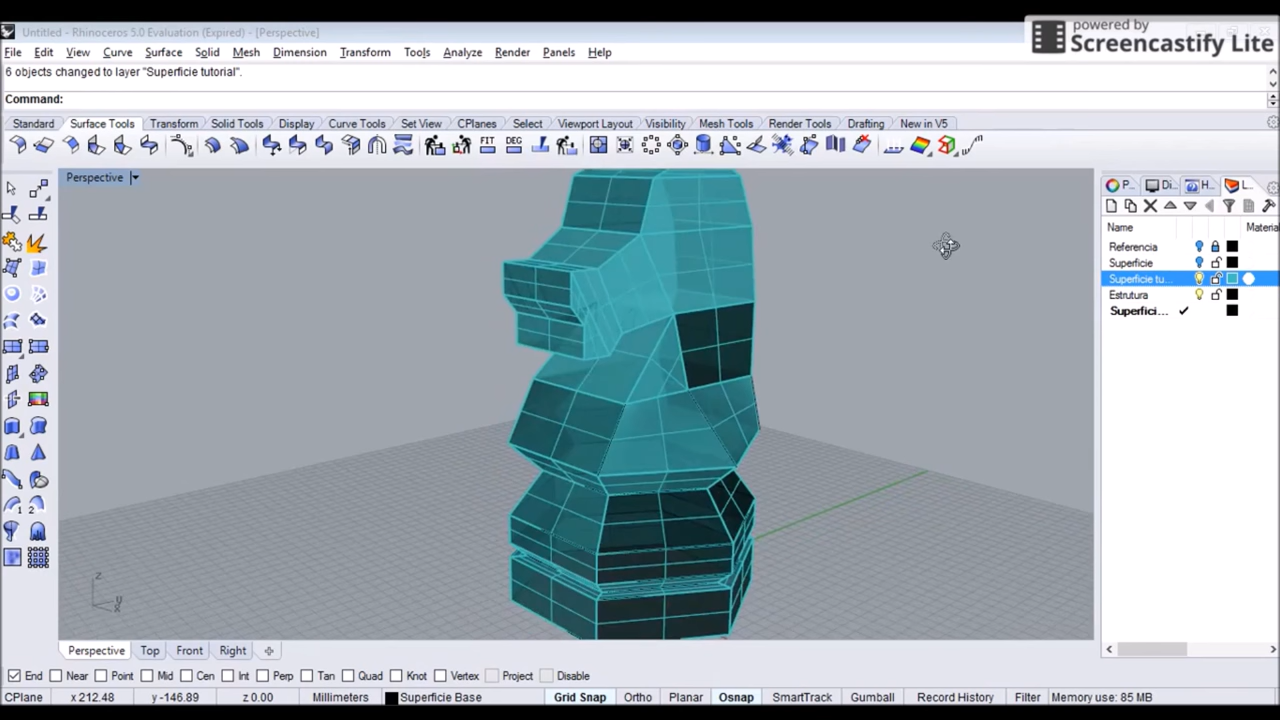 Untitled - Rhinoceros 5.0 Evaluation (Expired) - [Perspective]
powered by
Screencastify Lite
File Edit View Curve Surface Solid Mesh Dimension Transform Tools Analyze Render Panels Help
6 objects changed to layer "Superficie tutorial".
Command:
Standard Surface Tools Transform Solid Tools Display Curve Tools Set View CPlanes Select Viewport Layout Visibility Mesh Tools Render Tools Drafting New in V5
FIT DEG
Perspective
P... Di... H... L...
Name Materia
Referencia
Superficie
Superficie tu...
Estrutura
Superfici...
1 2
z
y
x
Perspective Top Front Right
End Near Point Mid Cen Int Perp Tan Quad Knot Vertex Project Disable
CPlane x 212.48 y -146.89 z 0.00 Millimeters Superficie Base Grid Snap Ortho Planar Osnap SmartTrack Gumball Record History Filter Memory use: 85 MB